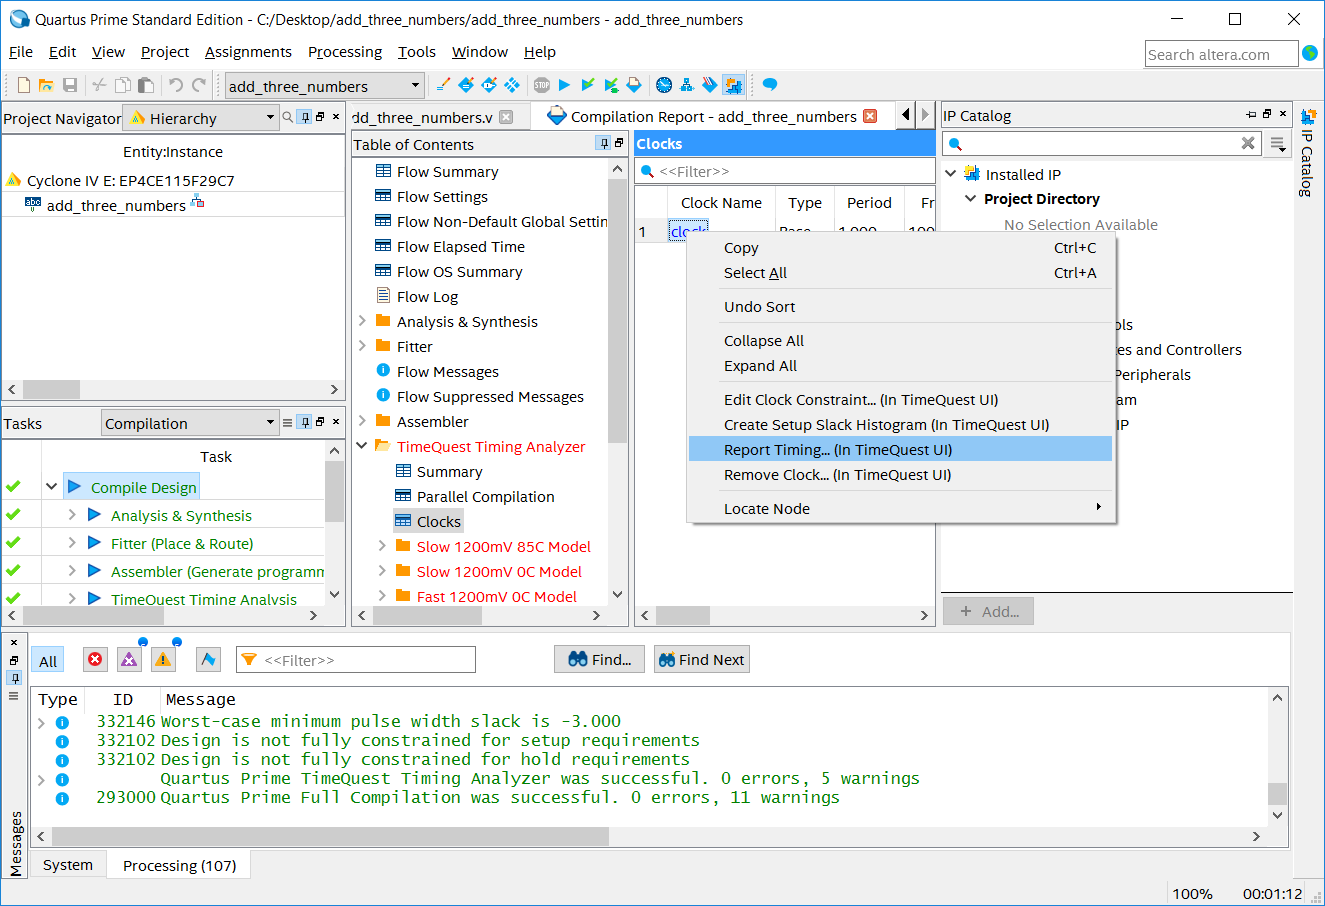 Quartus Prime Standard Edition - C:/Desktop/add_three_numbers/add_three_numbers - add_three_numbers
File Edit View Project Assignments Processing Tools Window Help
Search altera.com
add_three_numbers
STOP
Project Navigator Hierarchy
Entity:Instance
Cyclone IV E: EP4CE115F29C7
abc add_three_numbers
Tasks Compilation
Task
Compile Design
Analysis & Synthesis
Fitter (Place & Route)
Assembler (Generate programm
TimeQuest Timing Analysis
dd_three_numbers.v
Compilation Report - add_three_numbers
Table of Contents
Flow Summary
Flow Settings
Flow Non-Default Global Settin
Flow Elapsed Time
Flow OS Summary
Flow Log
Analysis & Synthesis
Fitter
Flow Messages
Flow Suppressed Messages
Assembler
TimeQuest Timing Analyzer
Summary
Parallel Compilation
Clocks
Slow 1200mV 85C Model
Slow 1200mV 0C Model
Fast 1200mV 0C Model
Clocks
<<Filter>>
Clock Name Type Period Fr
1 clock Base 1.000 100
Copy Ctrl+C
Select All Ctrl+A
Undo Sort
Collapse All
Expand All
Edit Clock Constraint... (In TimeQuest UI)
Create Setup Slack Histogram (In TimeQuest UI)
Report Timing... (In TimeQuest UI)
Remove Clock... (In TimeQuest UI)
Locate Node
IP Catalog
Installed IP
Project Directory
No Selection Available
ols
es and Controllers
Peripherals
am
IP
+ Add...
IP Catalog
All
<<Filter>>
Find...
Find Next
Type ID Message
332146 Worst-case minimum pulse width slack is -3.000
332102 Design is not fully constrained for setup requirements
332102 Design is not fully constrained for hold requirements
Quartus Prime TimeQuest Timing Analyzer was successful. 0 errors, 5 warnings
293000 Quartus Prime Full Compilation was successful. 0 errors, 11 warnings
Messages
System Processing (107)
100% 00:01:12